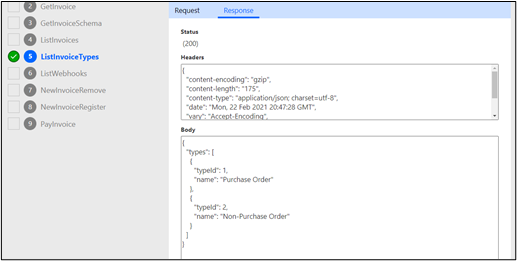 2 GetInvoice
3 GetInvoiceSchema
4 ListInvoices
5 ListInvoiceTypes
6 ListWebhooks
7 NewInvoiceRemove
8 NewInvoiceRegister
9 PayInvoice
Request Response
Status
(200)
Headers
{
"content-encoding": "gzip",
"content-length": "175",
"content-type": "application/json; charset=utf-8",
"date": "Mon, 22 Feb 2021 20:47:28 GMT",
"vary": "Accept-Encoding",
Body
{
"types": [
{
"typeId": 1,
"name": "Purchase Order"
},
{
"typeId": 2,
"name": "Non-Purchase Order"
}
]
}